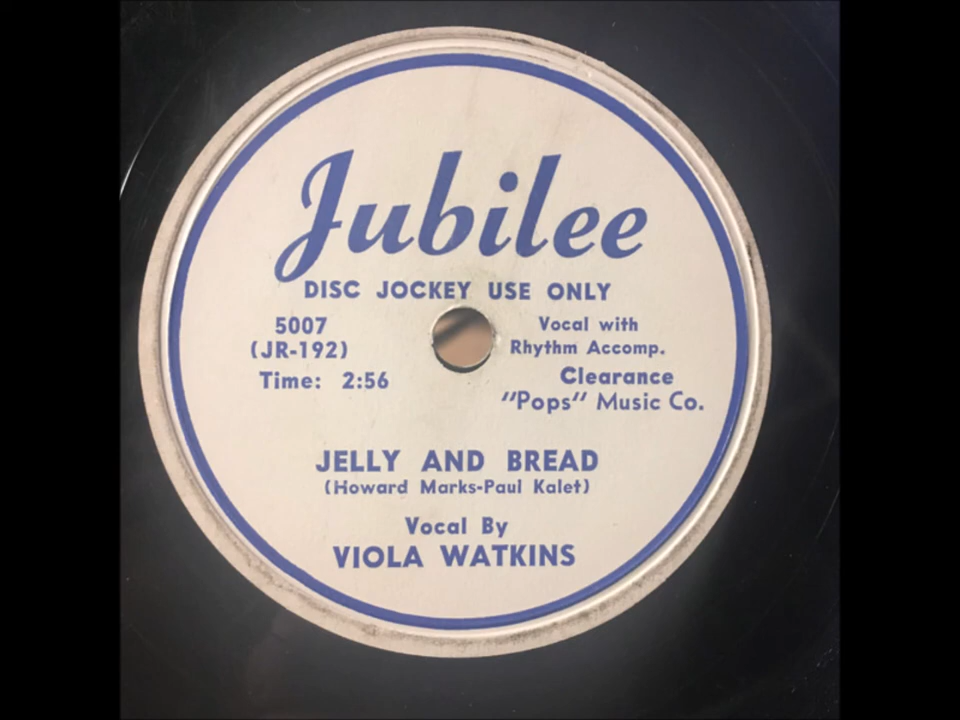 Jubilee
DISC JOCKEY USE ONLY
5007
(JR-192)
Time: 2:56
Vocal with
Rhythm Accomp.
Clearance
"Pops" Music Co.
JELLY AND BREAD
(Howard Marks-Paul Kalet)
Vocal By
VIOLA WATKINS